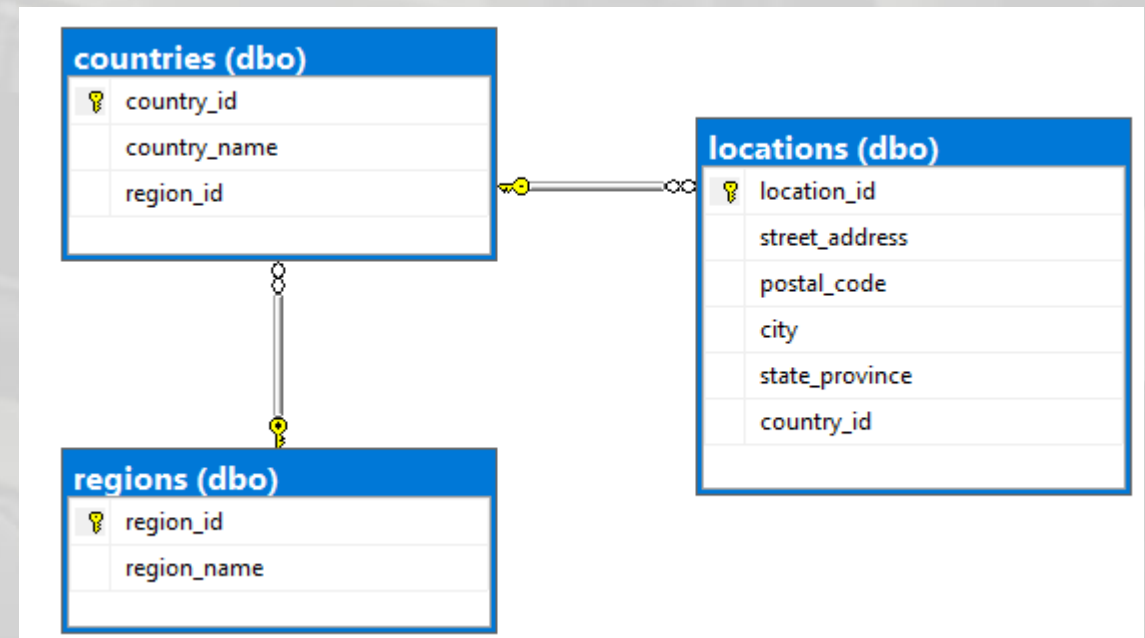 countries (dbo)
country_id
country_name
region_id
locations (dbo)
location_id
street_address
postal_code
city
state_province
country_id
regions (dbo)
region_id
region_name